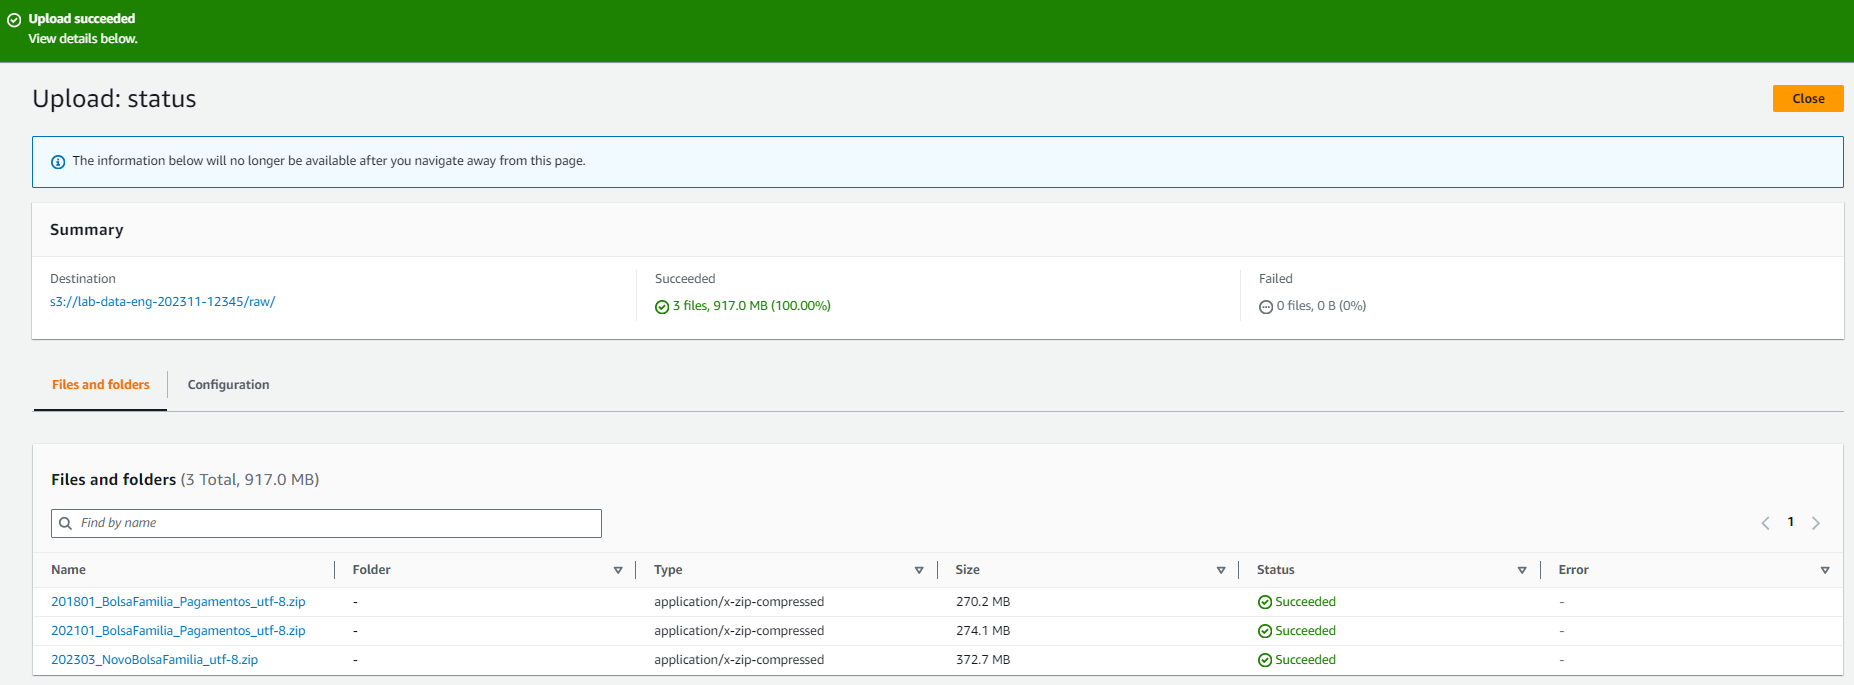 Upload succeeded
View details below.
Upload: status
Close
The information below will no longer be available after you navigate away from this page.
Summary
Destination
s3://lab-data-eng-202311-12345/raw/
Succeeded
3 files, 917.0 MB (100.00%)
Failed
0 files, 0 B (0%)
Files and folders
Configuration
Files and folders (3 Total, 917.0 MB)
Find by name
1
Name Folder Type Size Status Error
201801_BolsaFamilia_Pagamentos_utf-8.zip - application/x-zip-compressed 270.2 MB Succeeded -
202101_BolsaFamilia_Pagamentos_utf-8.zip - application/x-zip-compressed 274.1 MB Succeeded -
202303_NovoBolsaFamilia_utf-8.zip - application/x-zip-compressed 372.7 MB Succeeded -